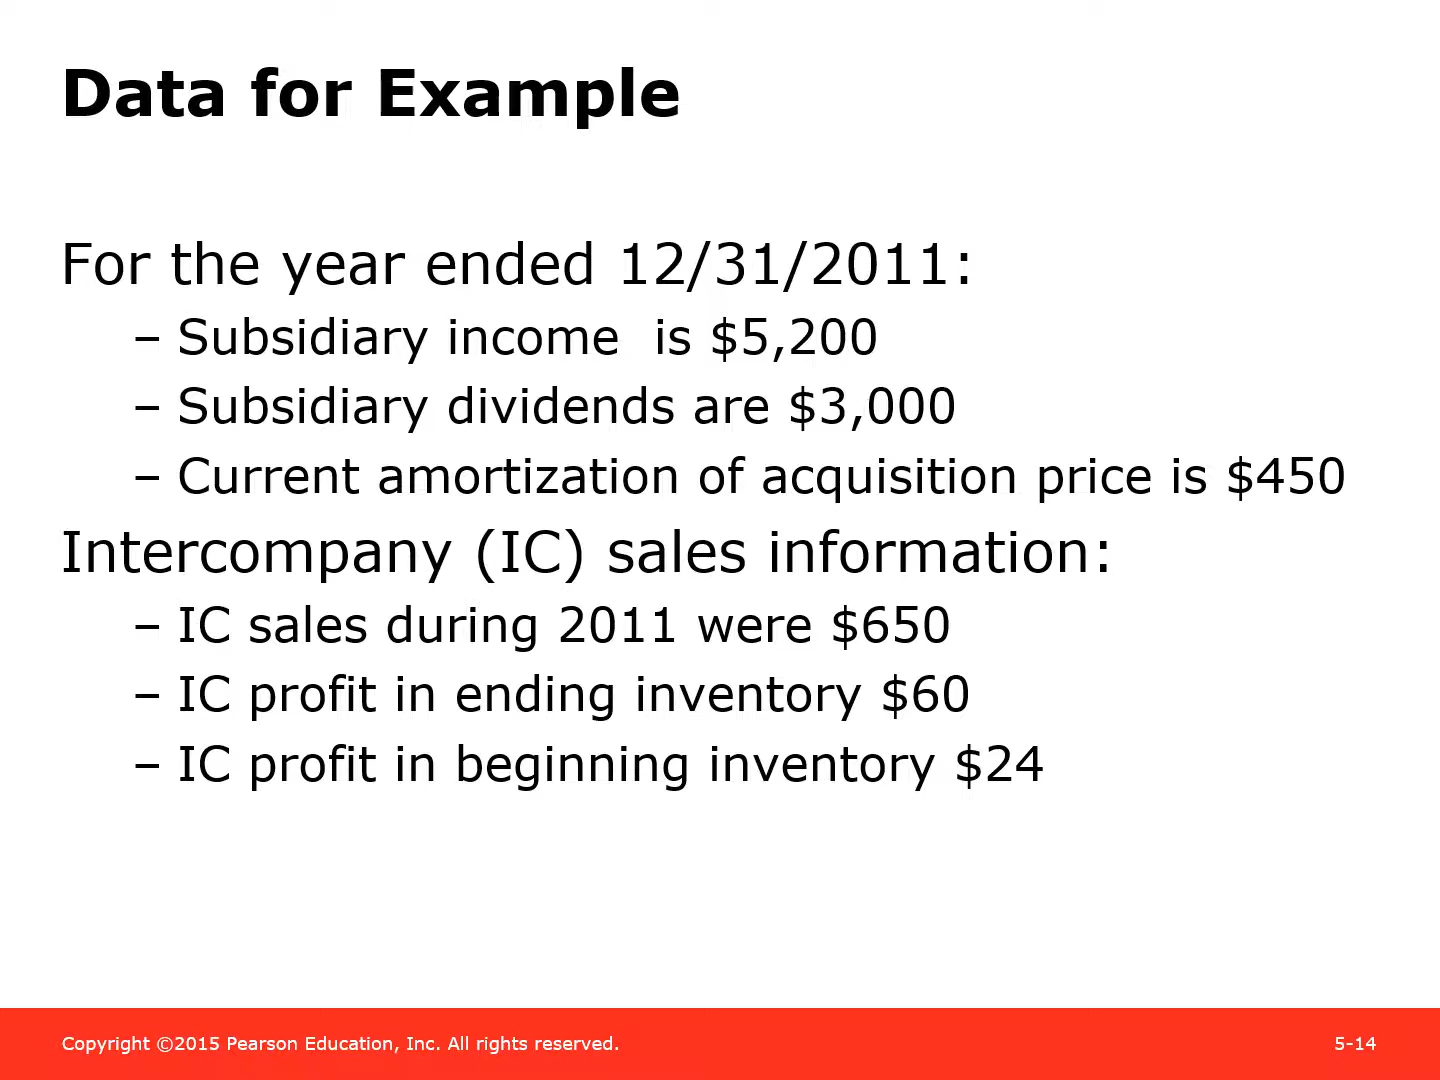 Data for Example
For the year ended 12/31/2011:
– Subsidiary income  is $5,200
– Subsidiary dividends are $3,000
– Current amortization of acquisition price is $450
Intercompany (IC) sales information:
– IC sales during 2011 were $650
– IC profit in ending inventory $60
– IC profit in beginning inventory $24
Copyright ©2015 Pearson Education, Inc. All rights reserved.
5-14